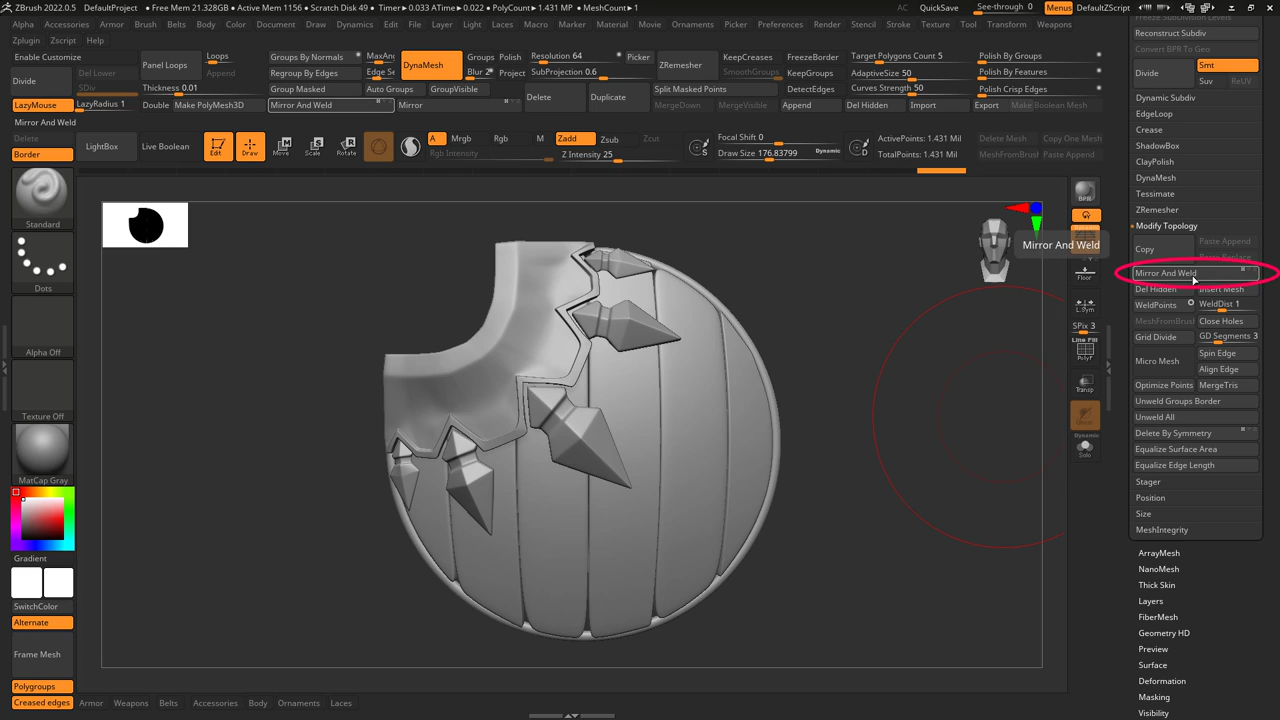 ZBrush 2022.0.5 DefaultProject • Free Mem 21.328GB • Active Mem 1156 • Scratch Disk 49 • Timer▸0.033 ATime▸0.022 • PolyCount▸1.431 MP • MeshCount▸1 AC QuickSave See-through 0 Menus DefaultZScript
Alpha Accessories Armor Brush Belts Body Color Document Draw Dynamics Edit File Layer Light Laces Macro Marker Material Movie Ornaments Picker Preferences Render Stencil Stroke Texture Tool Transform Weapons
Zplugin Zscript Help
Enable Customize
Divide
Del Lower
SDiv
Panel Loops
Loops
Append
Thickness 0.01
Groups By Normals
MaxAn
Regroup By Edges
Edge Se
Group Masked
Auto Groups
DynaMesh
Groups
Polish
Blur 2
Project
GroupVisible
Resolution 64
SubProjection 0.6
Delete
Picker
Duplicate
ZRemesher
KeepCreases
SmoothGroups
FreezeBorder
KeepGroups
DetectEdges
Split Masked Points
Target Polygons Count 5
AdaptiveSize 50
Curves Strength 50
Polish By Groups
Polish By Features
Polish Crisp Edges
LazyMouse LazyRadius 1 Double Make PolyMesh3D Mirror And Weld Mirror MergeDown MergeVisible Append Del Hidden Import Export Make Boolean Mesh
Mirror And Weld
Delete
Border
LightBox
Live Boolean
Edit
Draw
Move
Scale
Rotate
A Mrgb Rgb M
Rgb Intensity
Zadd Zsub Zcut
Z Intensity 25
S
Focal Shift 0
Draw Size 176.83799 Dynamic
D
ActivePoints: 1.431 Mil
TotalPoints: 1.431 Mil
Delete Mesh Copy One Mesh
MeshFromBrush Paste Append
Standard
Dots
Alpha Off
Texture Off
MatCap Gray
Gradient
SwitchColor
Alternate
Frame Mesh
Polygroups
Creased edges
Mirror And Weld
BPR
Floor
L.Sym
SPix 3
Line Fill
PolyF
Transp
Dynamic
Solo
Freeze Subdivision Levels
Reconstruct Subdiv
Convert BPR To Geo
Divide
Smt
Suv ReUV
Dynamic Subdiv
EdgeLoop
Crease
ShadowBox
ClayPolish
DynaMesh
Tessimate
ZRemesher
Modify Topology
Copy
Paste Append
Mirror And Weld
Del Hidden Insert Mesh
WeldPoints WeldDist 1
MeshFromBrush Close Holes
Grid Divide GD Segments 3
Micro Mesh
Spin Edge
Align Edge
Optimize Points MergeTris
Unweld Groups Border
Unweld All
Delete By Symmetry
Equalize Surface Area
Equalize Edge Length
Stager
Position
Size
MeshIntegrity
ArrayMesh
NanoMesh
Thick Skin
Layers
FiberMesh
Geometry HD
Preview
Surface
Deformation
Masking
Visibility
Armor Weapons Belts Accessories Body Ornaments Laces